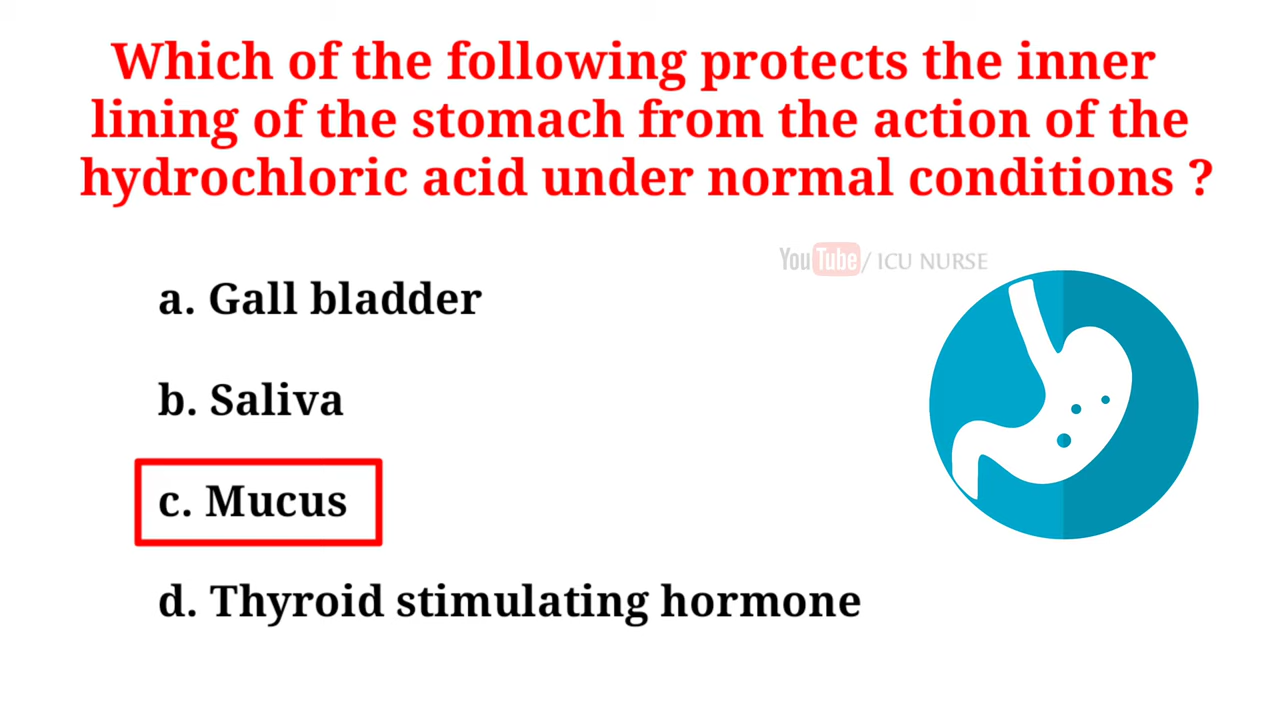 Which of the following protects the inner
lining of the stomach from the action of the
hydrochloric acid under normal conditions ?
YouTube/ ICU NURSE
a. Gall bladder
b. Saliva
c. Mucus
d. Thyroid stimulating hormone